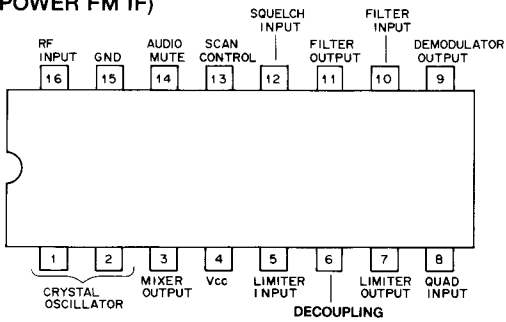 POWER FM IF)
SQUELCH
INPUT
FILTER
INPUT
RF
INPUT
GND
AUDIO
MUTE
SCAN
CONTROL
FILTER
OUTPUT
DEMODULATOR
OUTPUT
16
15
14
13
12
11
10
9
1
2
3
4
5
6
7
8
CRYSTAL
OSCILLATOR
MIXER
OUTPUT
Vcc
LIMITER
INPUT
DECOUPLING
LIMITER
OUTPUT
QUAD
INPUT